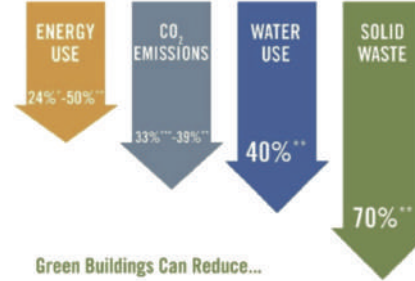 ENERGY
USE
24%*-50%**
CO₂
EMISSIONS
33%***-39%**
WATER
USE
40%**
SOLID
WASTE
70%**
Green Buildings Can Reduce...